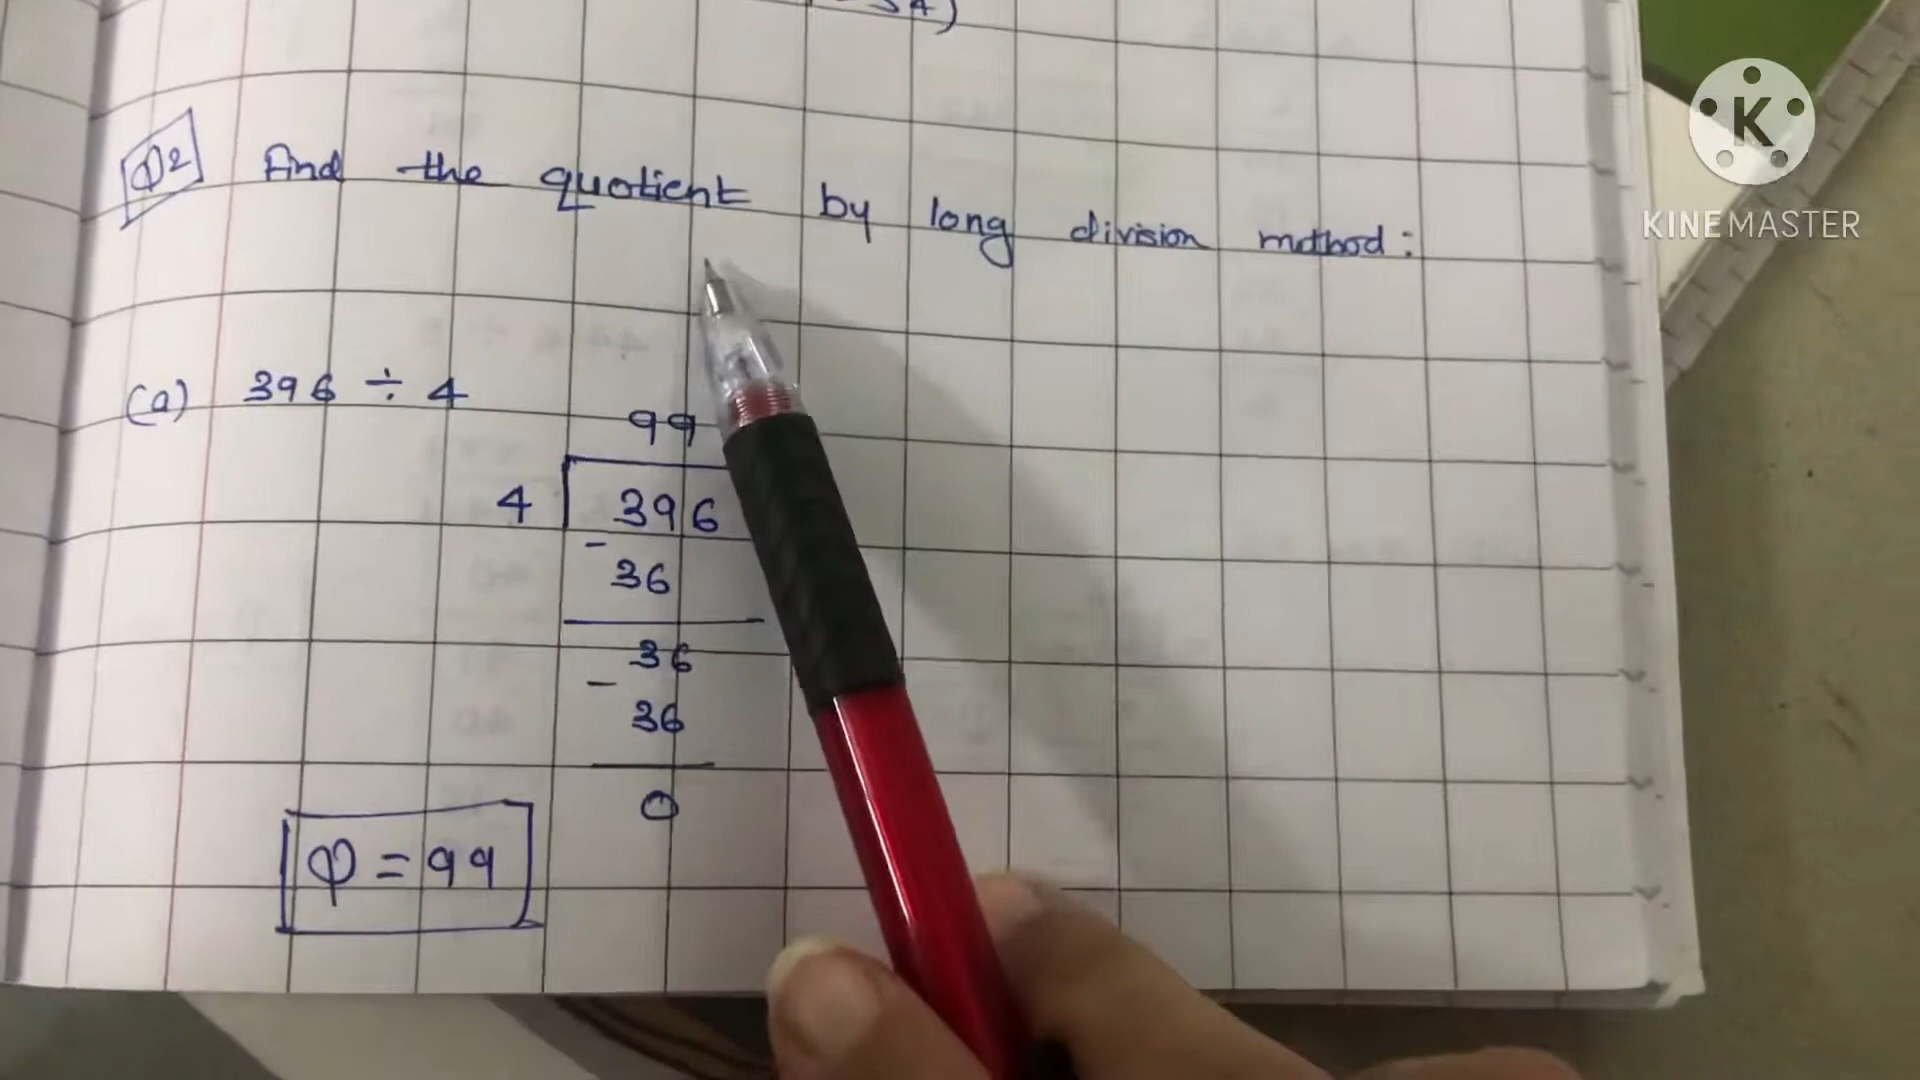 Q2 Find the quotient by long division method:
(a) 396 ÷ 4
99
4 396
- 36
36
- 36
0
Q = 99
K
KINEMASTER